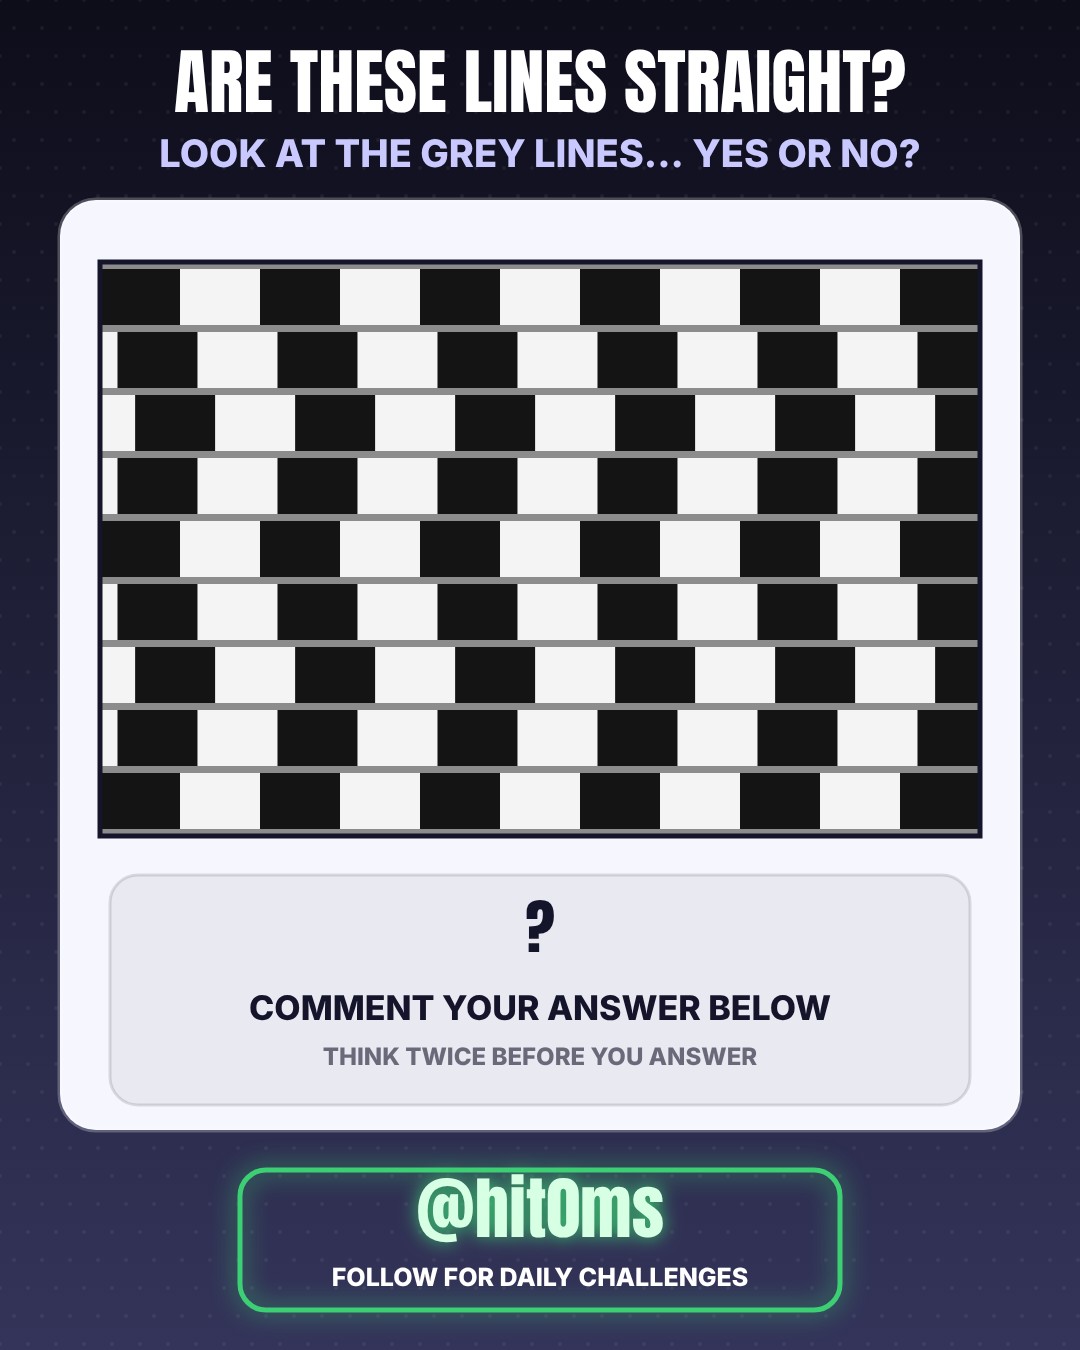 ARE THESE LINES STRAIGHT?
LOOK AT THE GREY LINES... YES OR NO?
?
COMMENT YOUR ANSWER BELOW
THINK TWICE BEFORE YOU ANSWER
@hit0ms
FOLLOW FOR DAILY CHALLENGES